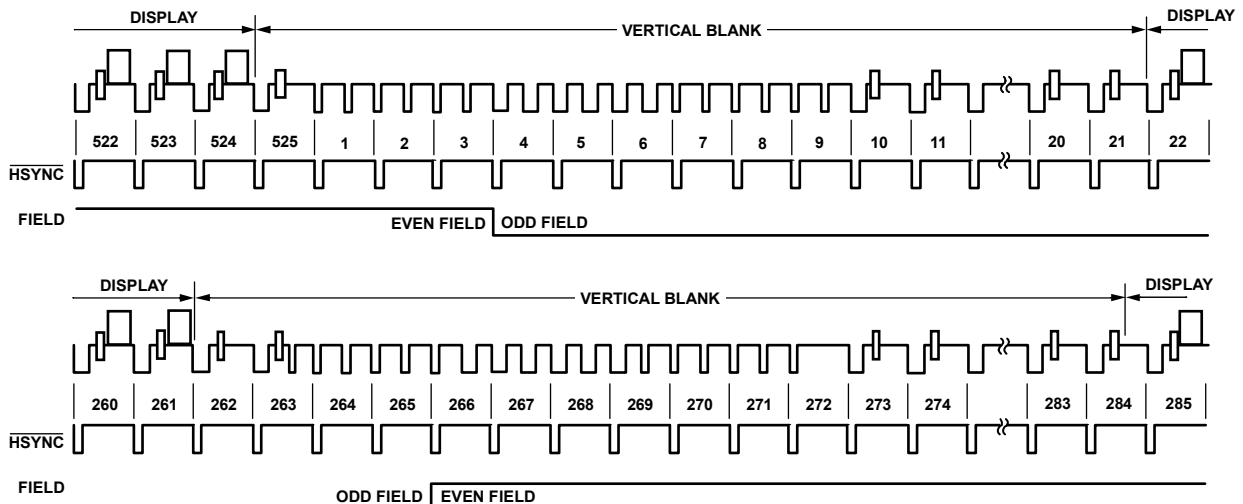 DISPLAY VERTICAL BLANK DISPLAY
522 523 524 525 1 2 3 4 5 6 7 8 9 10 11 20 21 22
HSYNC
FIELD EVEN FIELD ODD FIELD
DISPLAY VERTICAL BLANK DISPLAY
260 261 262 263 264 265 266 267 268 269 270 271 272 273 274 283 284 285
HSYNC
FIELD ODD FIELD EVEN FIELD